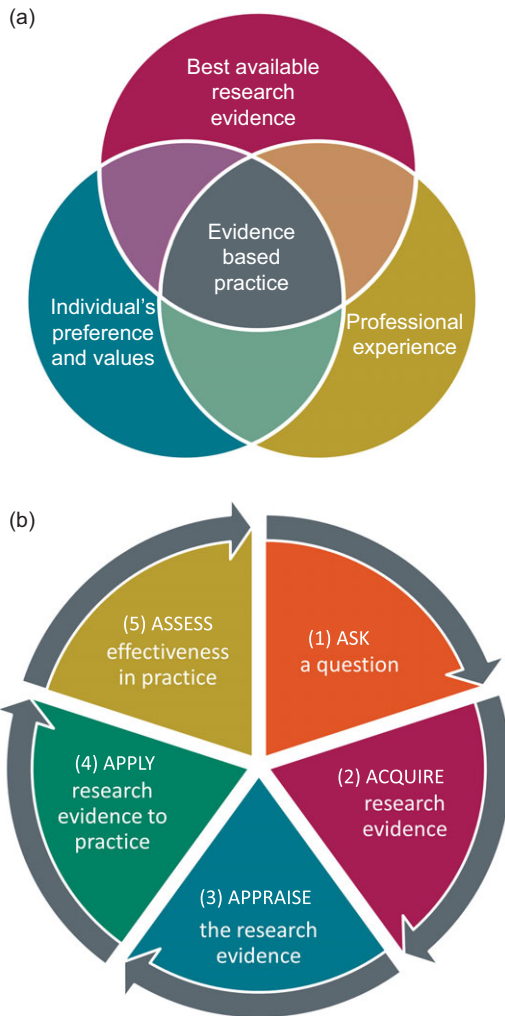 (a)
Best available
research
evidence
Evidence
based
practice
Individual's
preference
and values
Professional
experience
(b)
(1) ASK
a question
(2) ACQUIRE
research
evidence
(3) APPRAISE
the research
evidence
(4) APPLY
research
evidence to
practice
(5) ASSESS
effectiveness
in practice